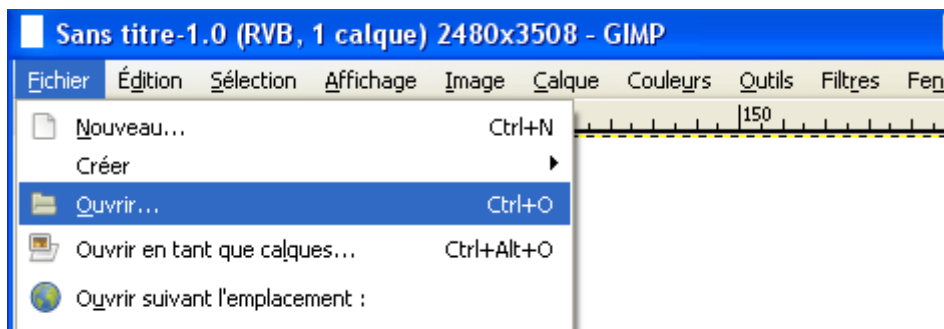 Sans titre-1.0 (RVB, 1 calque) 2480x3508 - GIMP
Fichier Édition Sélection Affichage Image Calque Couleurs Outils Filtres Fen
150
Nouveau... Ctrl+N
Créer
Ouvrir... Ctrl+O
Ouvrir en tant que calques... Ctrl+Alt+O
Ouvrir suivant l'emplacement :